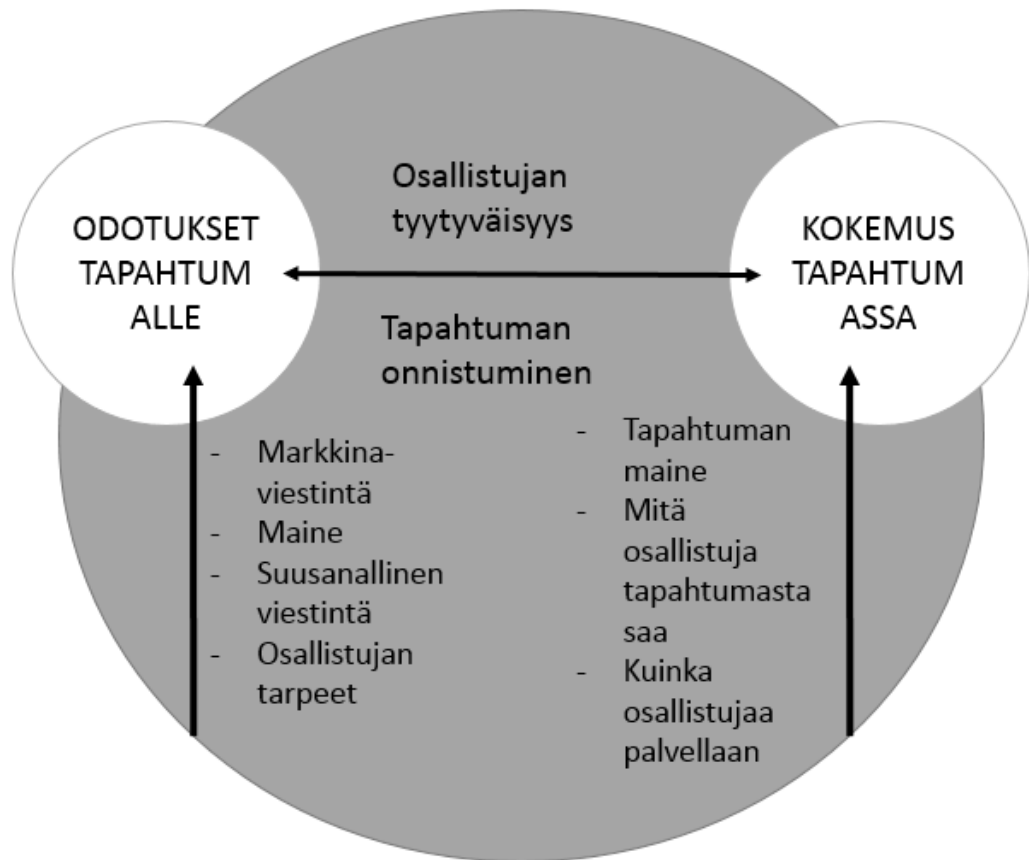 ODOTUKSET
TAPAHTUM
ALLE
Osallistujan
tyytyväisyys
Tapahtuman
onnistuminen
KOKEMUS
TAPAHTUM
ASSA
- Markkina-
viestintä
- Maine
- Suusanallinen
viestintä
- Osallistujan
tarpeet
- Tapahtuman
maine
- Mitä
osallistuja
tapahtumasta
saa
- Kuinka
osallistujaa
palvellaan